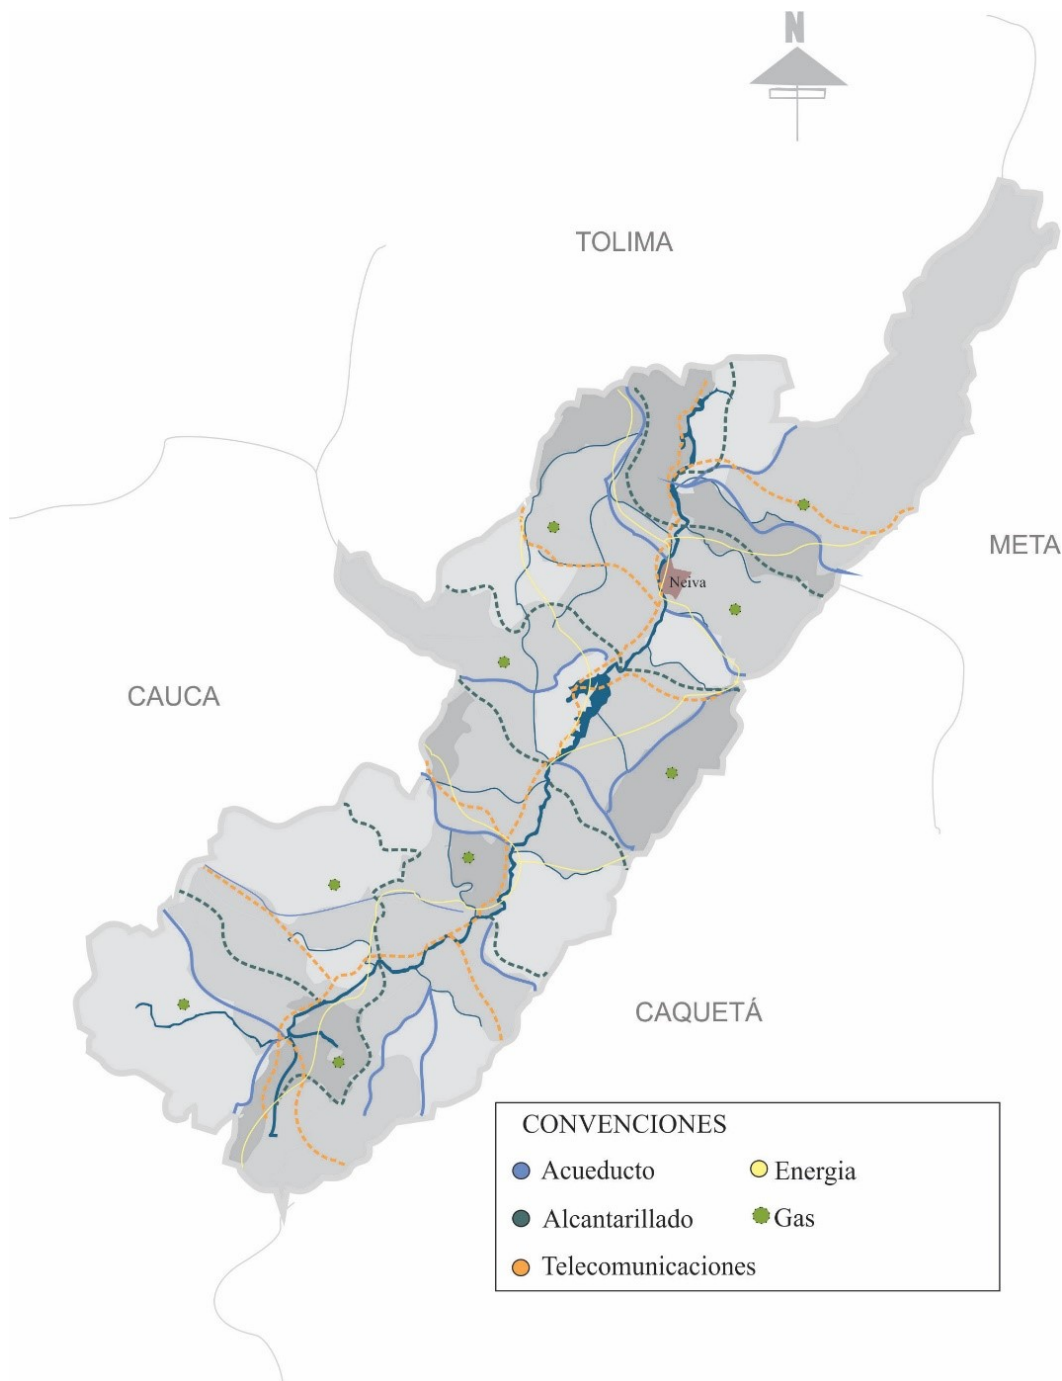 N
TOLIMA
META
Neiva
CAUCA
CAQUETÁ
CONVENCIONES
Acueducto
Energia
Alcantarillado
Gas
Telecomunicaciones